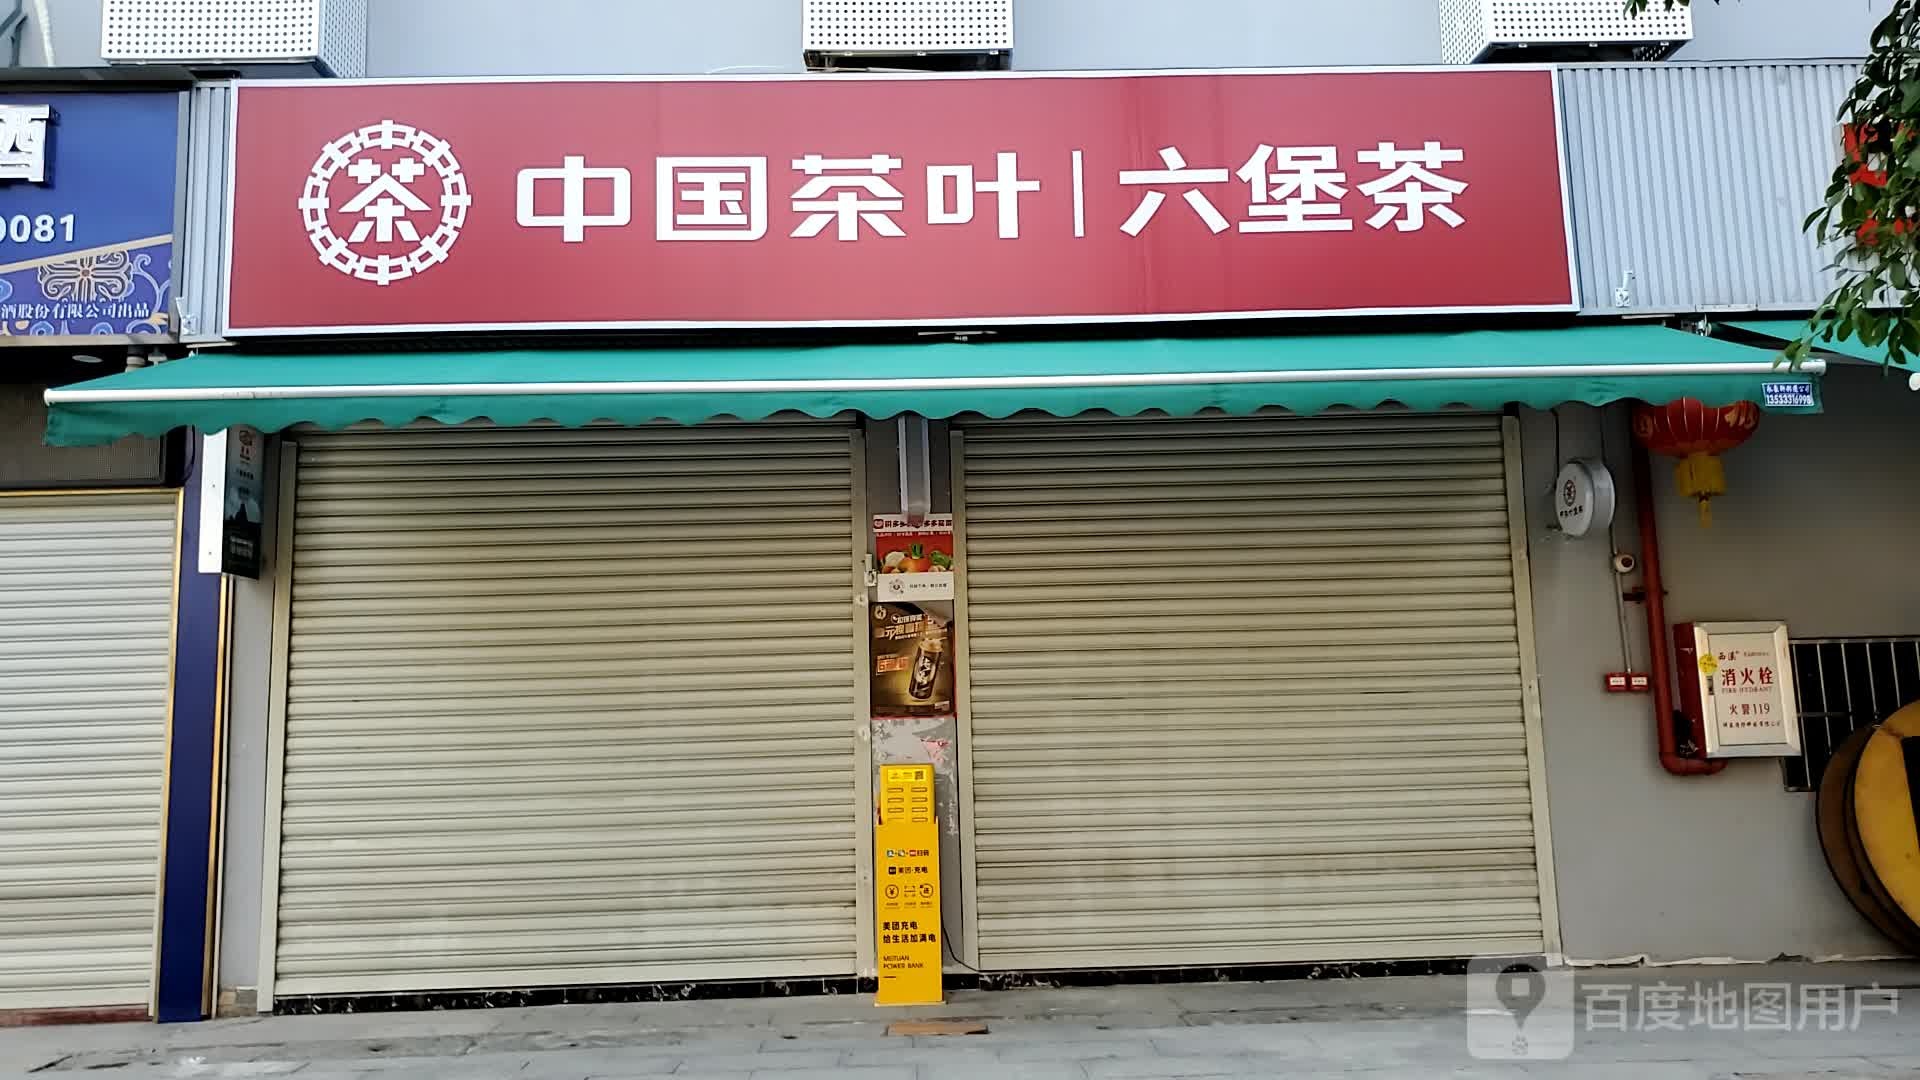 酒
0081
酒股份有限公司出品
茶
中国茶叶|六堡茶
13533316998
美团·充电
美团充电
给生活加满电
MEITUAN
POWER BANK
消火栓
FIRE HYDRANT
火警119
百度地图用户